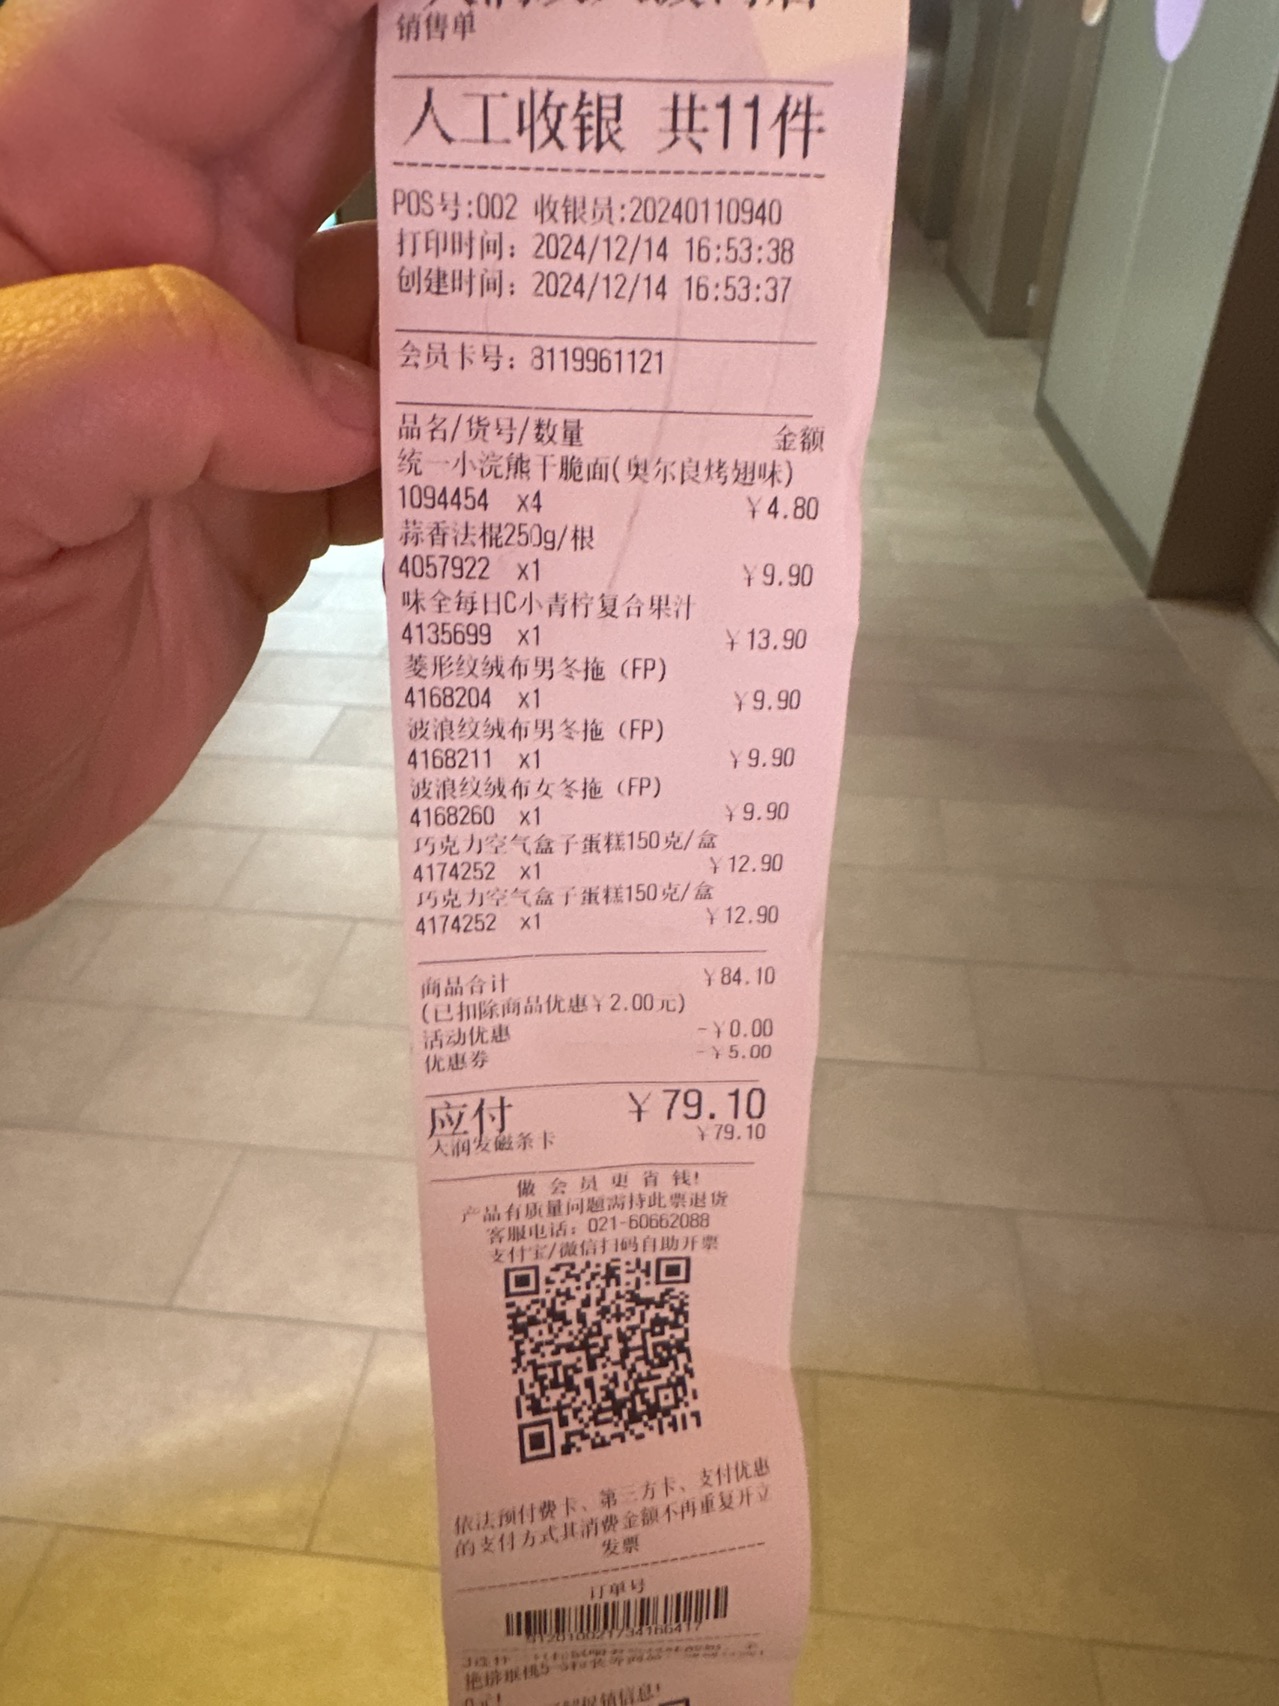 销售单
人工收银 共11件
POS号:002 收银员:20240110940
打印时间：2024/12/14 16:53:38
创建时间：2024/12/14 16:53:37
会员卡号：8119961121
品名/货号/数量 金额
统一小浣熊干脆面(奥尔良烤翅味)
1094454 x4 ￥4.80
蒜香法棍250g/根
4057922 x1 ￥9.90
味全每日C小青柠复合果汁
4135699 x1 ￥13.90
菱形纹绒布男冬拖（FP)
4168204 x1 ￥9.90
波浪纹绒布男冬拖（FP)
4168211 x1 ￥9.90
波浪纹绒布女冬拖（FP)
4168260 x1 ￥9.90
巧克力空气盒子蛋糕150克/盒
4174252 x1 ￥12.90
巧克力空气盒子蛋糕150克/盒
4174252 x1 ￥12.90
商品合计 ￥84.10
(已扣除商品优惠￥2.00元)
活动优惠 -￥0.00
优惠券 -￥5.00
应付 ￥79.10
大润发磁条卡 ￥79.10
做 会 员 更 省 钱!
产品有质量问题需持此票退货
客服电话：021-60662088
支付宝/微信扫码自助开票
依法预付费卡、第三方卡、支付优惠
的支付方式其消费金额不再重复开立
发票
订单号